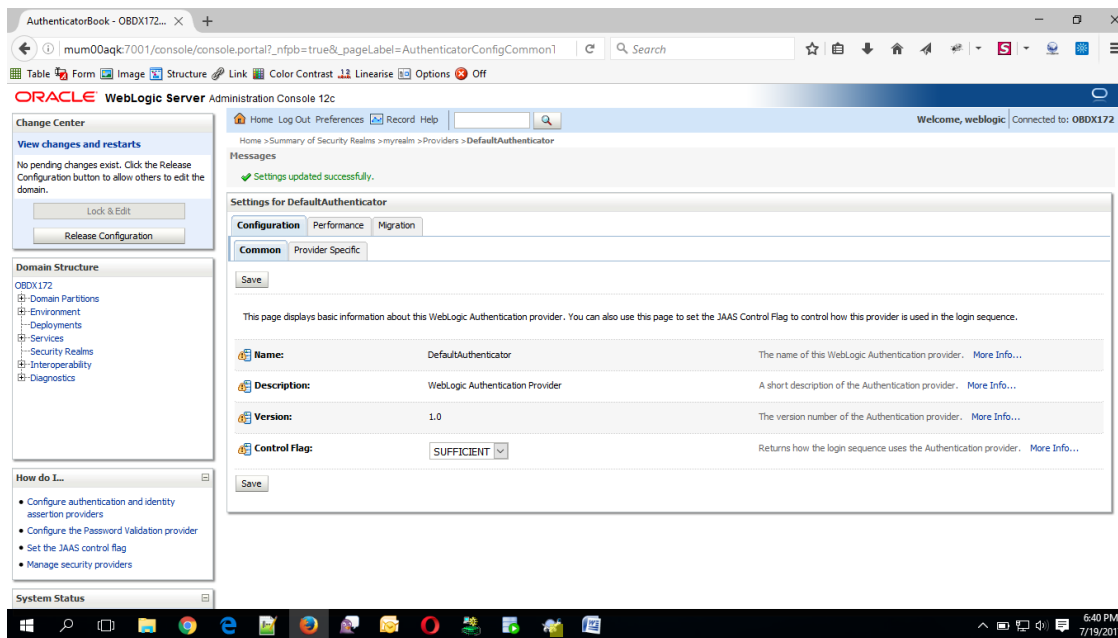 AuthenticatorBook - OBDX172...
mum00aqk:7001/console/console.portal?_nfpb=true&_pageLabel=AuthenticatorConfigCommonT
Search
Table Form Image Structure Link Color Contrast Linearise Options Off
ORACLE WebLogic Server Administration Console 12c
Change Center
View changes and restarts
No pending changes exist. Click the Release
Configuration button to allow others to edit the
domain.
Lock & Edit
Release Configuration
Domain Structure
OBDX172
Domain Partitions
Environment
Deployments
Services
Security Realms
Interoperability
Diagnostics
How do I...
Configure authentication and identity
assertion providers
Configure the Password Validation provider
Set the JAAS control flag
Manage security providers
System Status
Home Log Out Preferences Record Help
Welcome, weblogic Connected to: OBDX172
Home >Summary of Security Realms >myrealm >Providers >DefaultAuthenticator
Messages
Settings updated successfully.
Settings for DefaultAuthenticator
Configuration Performance Migration
Common Provider Specific
Save
This page displays basic information about this WebLogic Authentication provider. You can also use this page to set the JAAS Control Flag to control how this provider is used in the login sequence.
Name: DefaultAuthenticator The name of this WebLogic Authentication provider. More Info...
Description: WebLogic Authentication Provider A short description of the Authentication provider. More Info...
Version: 1.0 The version number of the Authentication provider. More Info...
Control Flag: SUFFICIENT Returns how the login sequence uses the Authentication provider. More Info...
Save
6:40 PM
7/19/201